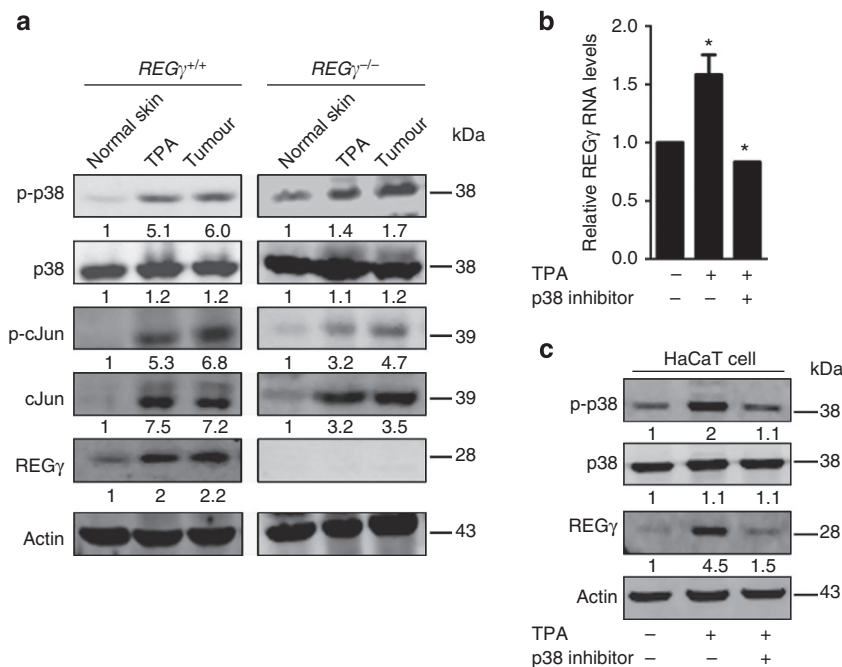 a
REGγ+/+ REGγ−/−
Normal skin TPA Tumour Normal skin TPA Tumour kDa
p-p38 38
1 5.1 6.0 1 1.4 1.7
p38 38
1 1.2 1.2 1 1.1 1.2
p-cJun 39
1 5.3 6.8 1 3.2 4.7
cJun 39
1 7.5 7.2 1 3.2 3.5
REGγ 28
1 2 2.2
Actin 43
b
Relative REGγ RNA levels
2.0
1.5
1.0
0.5
0.0
* *
TPA − + +
p38 inhibitor − − +
c
HaCaT cell kDa
p-p38 38
1 2 1.1
p38 38
1 1.1 1.1
REGγ 28
1 4.5 1.5
Actin 43
TPA − + +
p38 inhibitor − − +